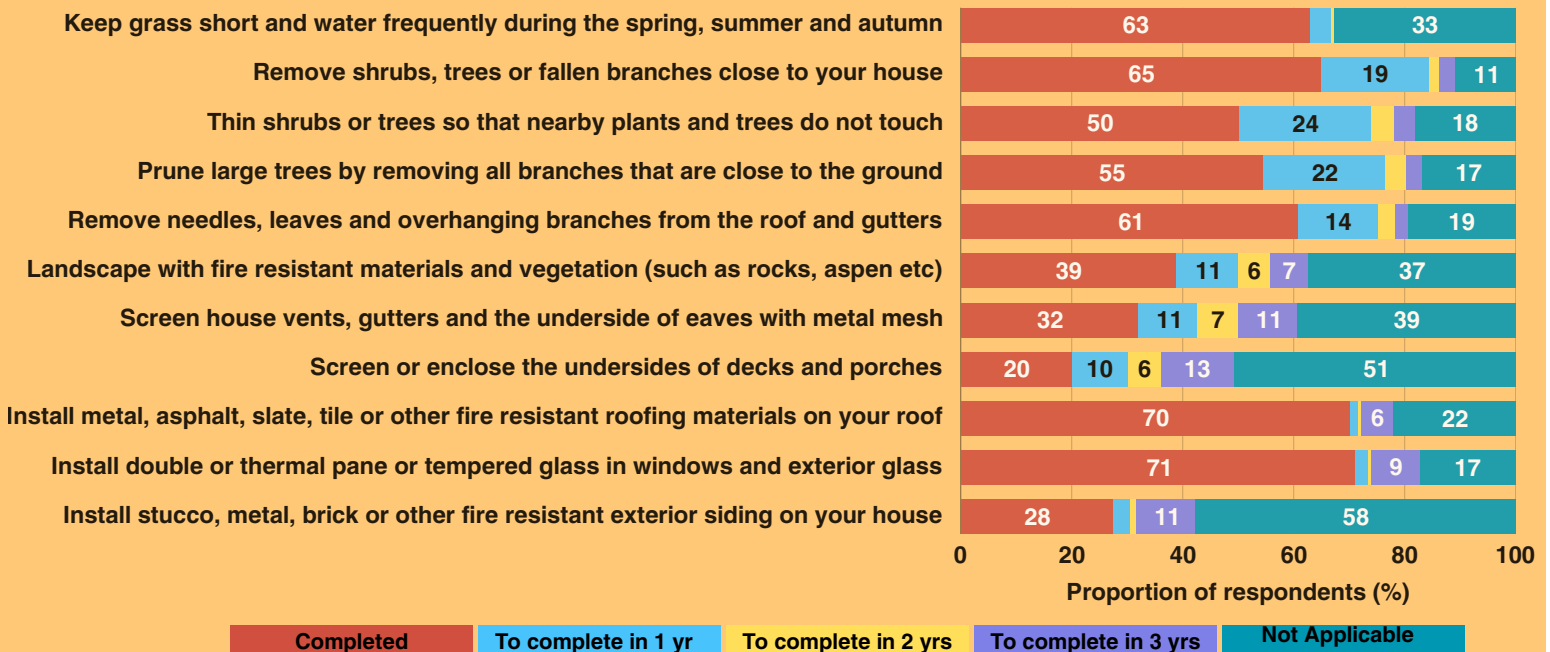 Keep grass short and water frequently during the spring, summer and autumn 63 33
Remove shrubs, trees or fallen branches close to your house 65 19 11
Thin shrubs or trees so that nearby plants and trees do not touch 50 24 18
Prune large trees by removing all branches that are close to the ground 55 22 17
Remove needles, leaves and overhanging branches from the roof and gutters 61 14 19
Landscape with fire resistant materials and vegetation (such as rocks, aspen etc) 39 11 6 7 37
Screen house vents, gutters and the underside of eaves with metal mesh 32 11 7 11 39
Screen or enclose the undersides of decks and porches 20 10 6 13 51
Install metal, asphalt, slate, tile or other fire resistant roofing materials on your roof 70 6 22
Install double or thermal pane or tempered glass in windows and exterior glass 71 9 17
Install stucco, metal, brick or other fire resistant exterior siding on your house 28 11 58
0 20 40 60 80 100
Proportion of respondents (%)
Completed To complete in 1 yr To complete in 2 yrs To complete in 3 yrs Not Applicable